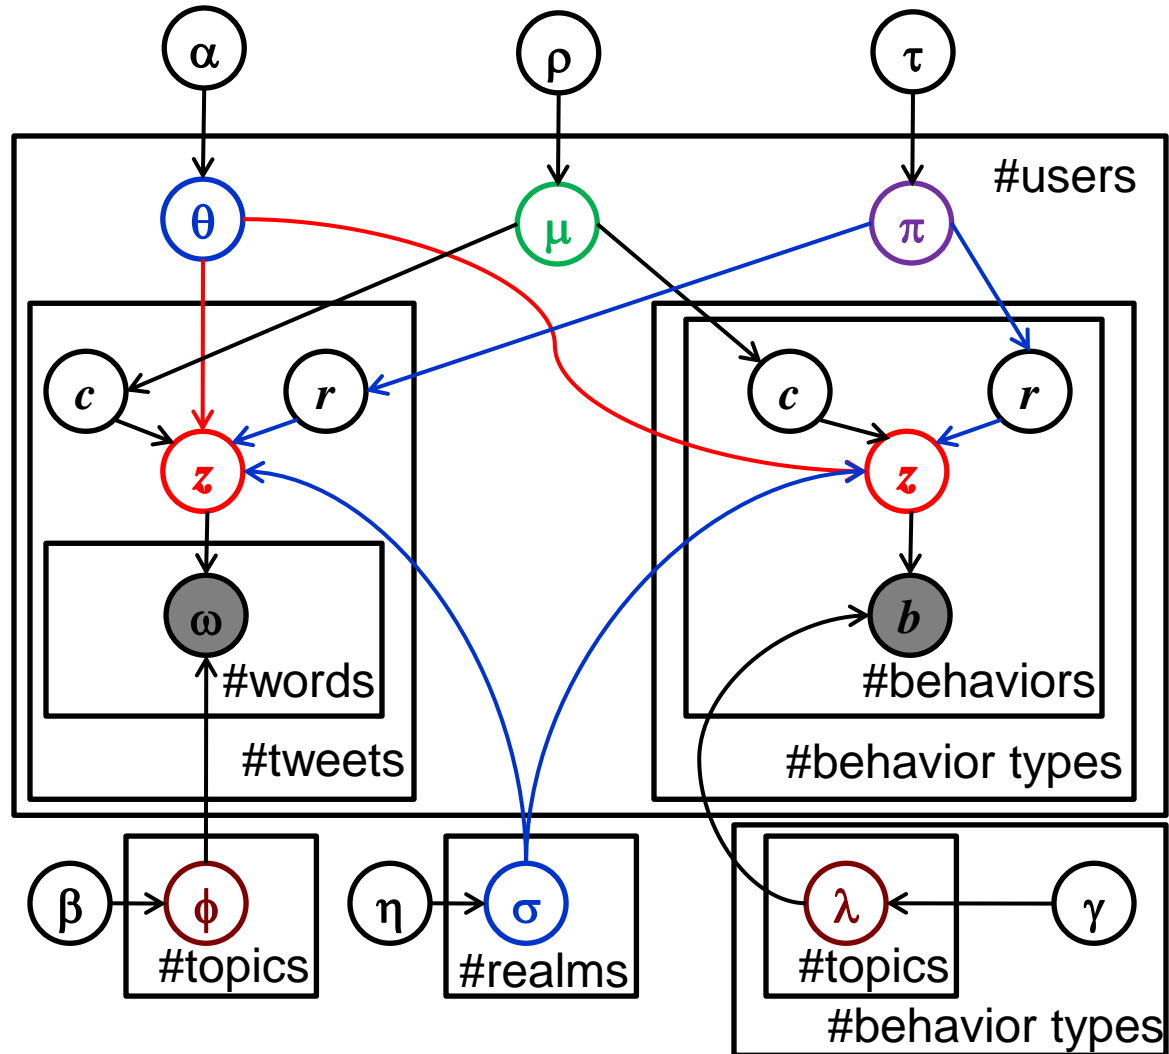 α ρ τ
#users
θ μ π
c r c r
z z
ω b
#words #behaviors
#tweets #behavior types
β ϕ η σ λ γ
#topics #realms #topics
#behavior types